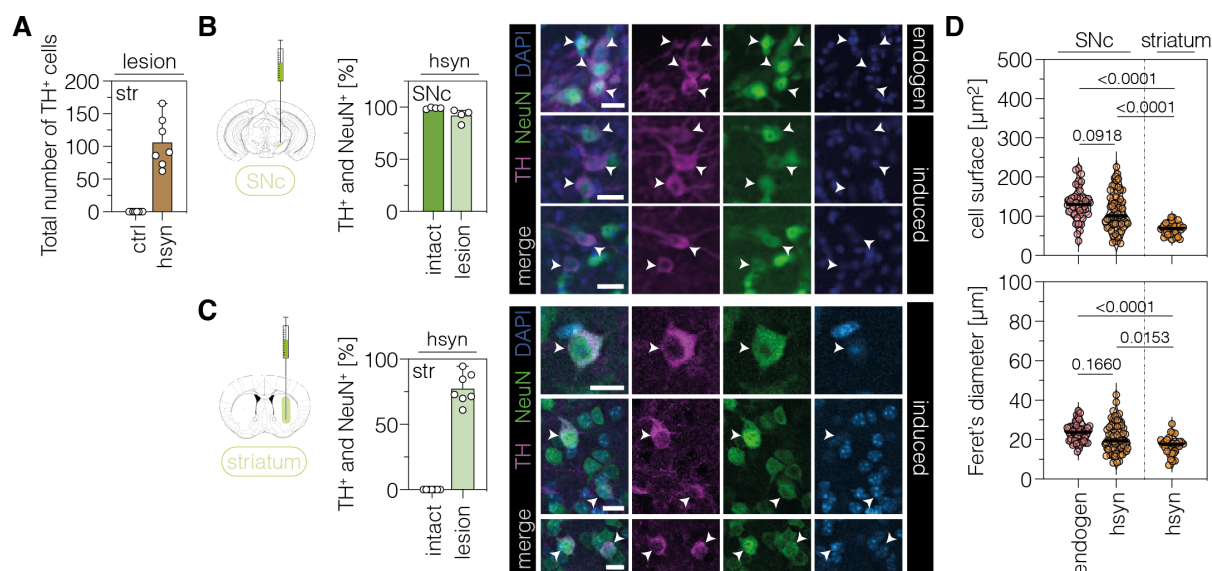 A
Total number of TH+ cells
lesion
str
200
150
100
50
0
ctrl
hsyn
B
SNc
TH+ and NeuN+ [%]
hsyn
SNc
100
50
0
intact
lesion
merge TH NeuN DAPI
endogen
induced
C
striatum
TH+ and NeuN+ [%]
hsyn
str
100
50
0
intact
lesion
merge TH NeuN DAPI
induced
D
SNc striatum
cell surface [µm²]
500
400
300
200
100
0
<0.0001
<0.0001
0.0918
Feret's diameter [µm]
100
80
60
40
20
0
<0.0001
0.0153
0.1660
endogen
hsyn
hsyn